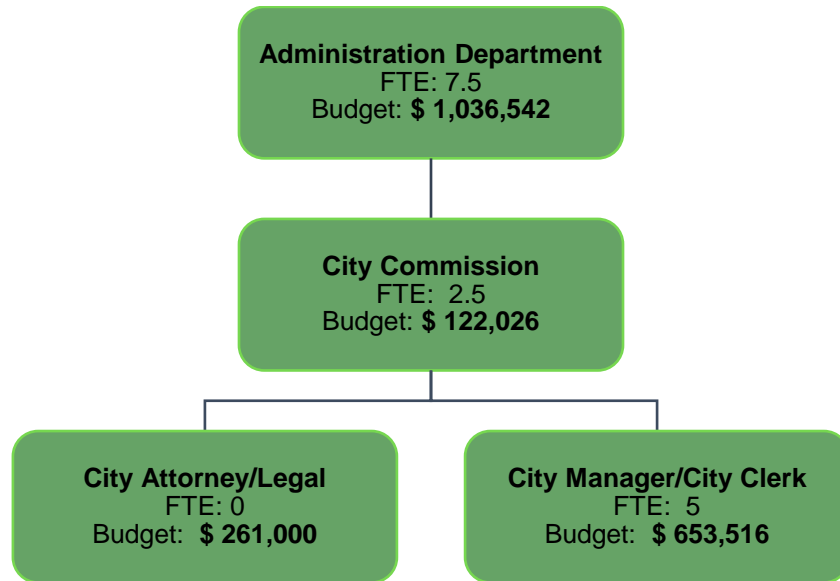 Administration Department
FTE: 7.5
Budget: $ 1,036,542
City Commission
FTE: 2.5
Budget: $ 122,026
City Attorney/Legal
FTE: 0
Budget: $ 261,000
City Manager/City Clerk
FTE: 5
Budget: $ 653,516